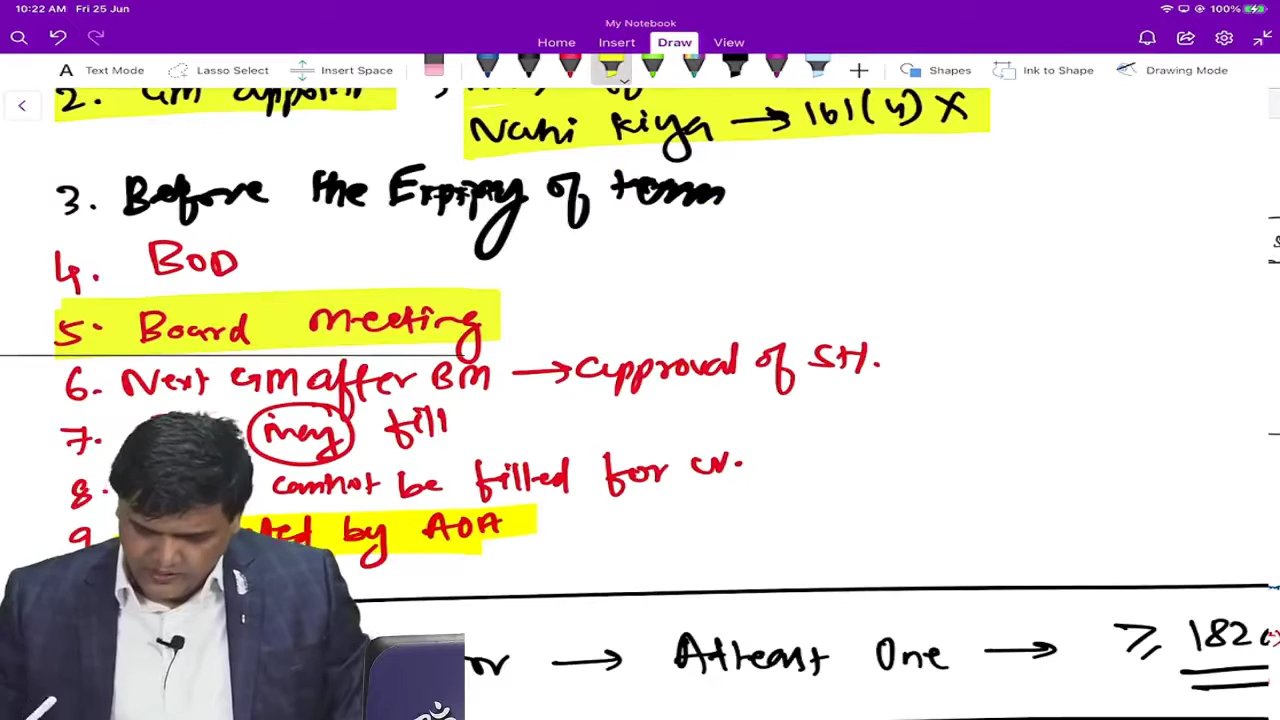 10:22 AM Fri 25 Jun
100%
My Notebook
Home Insert Draw View
Text Mode Lasso Select Insert Space Shapes Ink to Shape Drawing Mode
2. GM appoint
Nahi kiya → 161(4) X
3. Before the Expiry of term
4. BOD
5. Board meeting
6. Next GM after BM → approval of SH.
7. may fill
8. cannot be filled for cv.
9. by AOA
→ Atleast One → ≥ 182